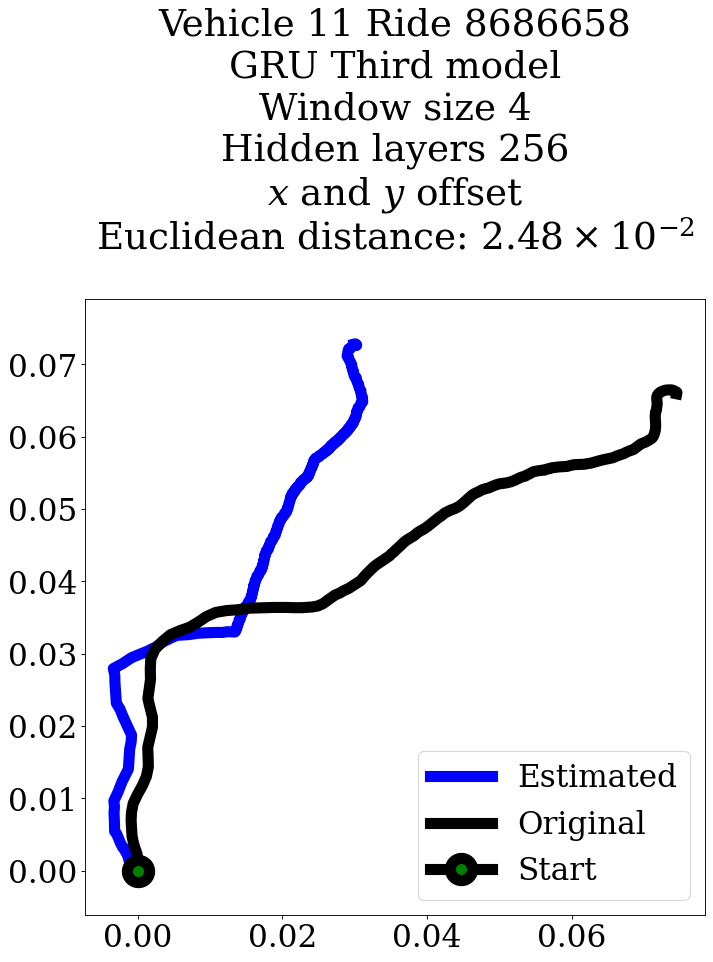 Vehicle 11 Ride 8686658
GRU Third model
Window size 4
Hidden layers 256
x and y offset
Euclidean distance: 2.48 × 10⁻²
0.07
0.06
0.05
0.04
0.03
0.02
0.01
0.00
Estimated
Original
Start
0.00 0.02 0.04 0.06